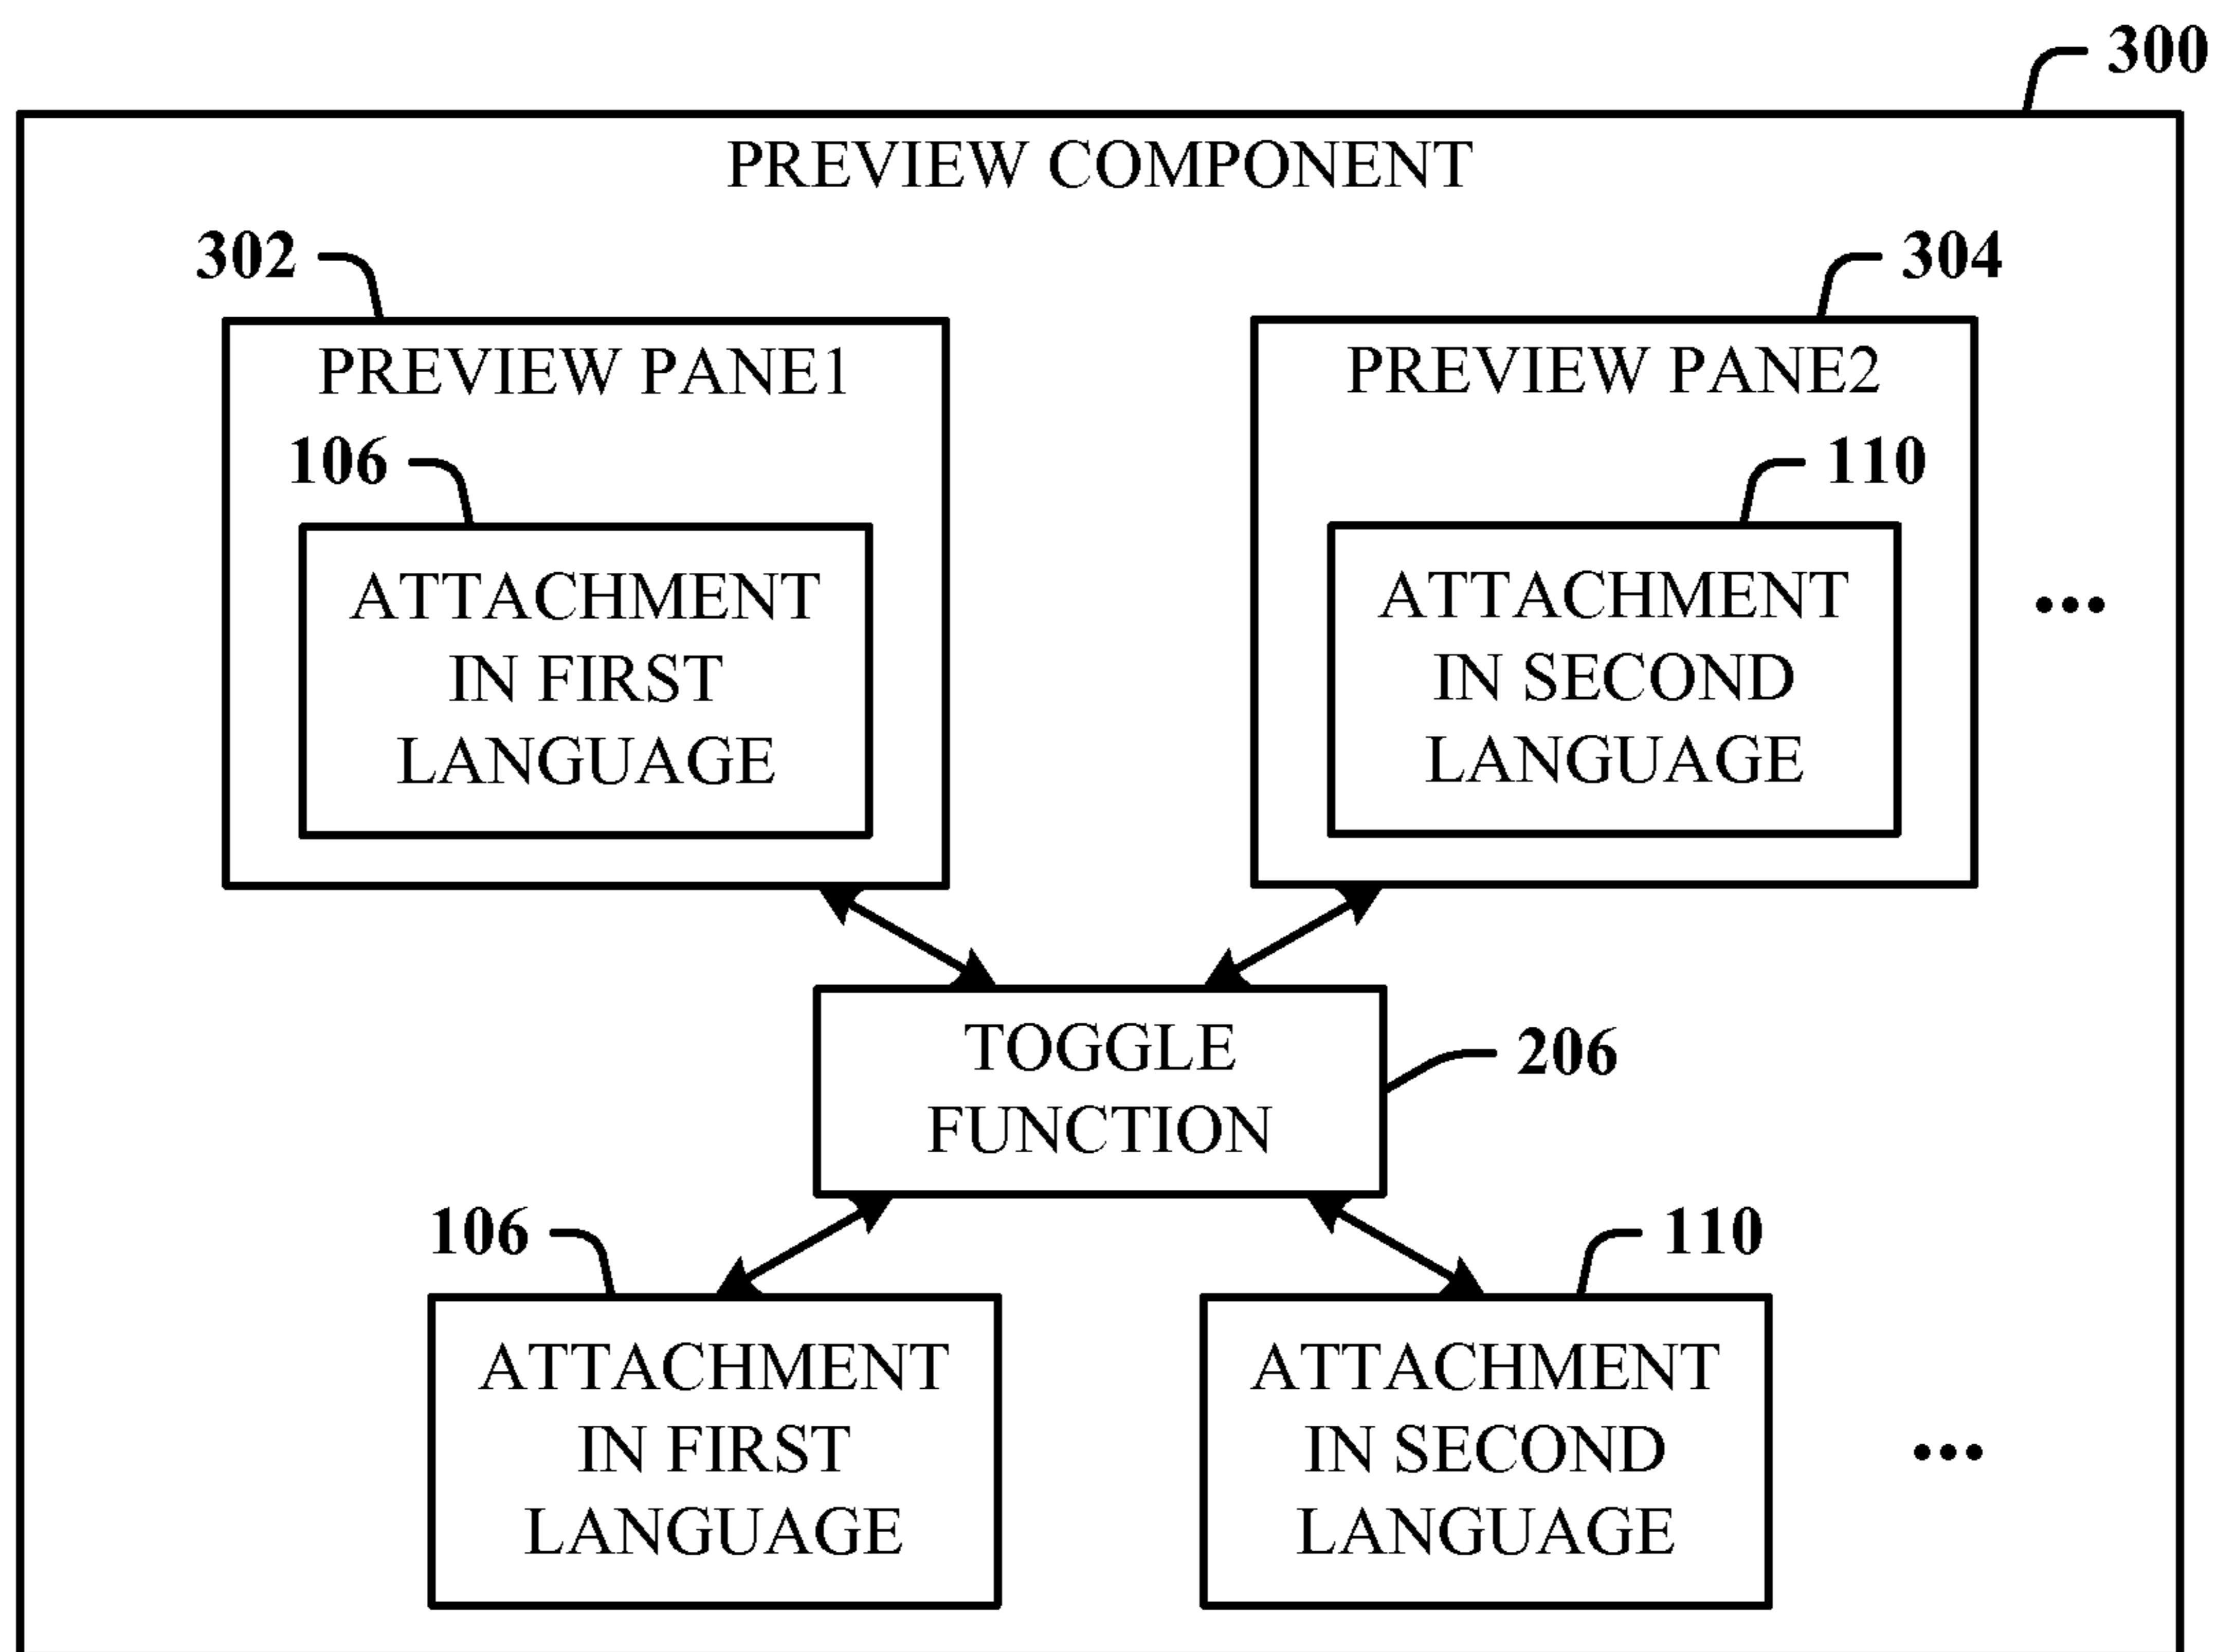 300
PREVIEW COMPONENT
302
304
PREVIEW PANE1
PREVIEW PANE2
106
110
ATTACHMENT
IN FIRST
LANGUAGE
ATTACHMENT
IN SECOND
LANGUAGE
•••
TOGGLE
FUNCTION
206
106
110
ATTACHMENT
IN FIRST
LANGUAGE
ATTACHMENT
IN SECOND
LANGUAGE
•••